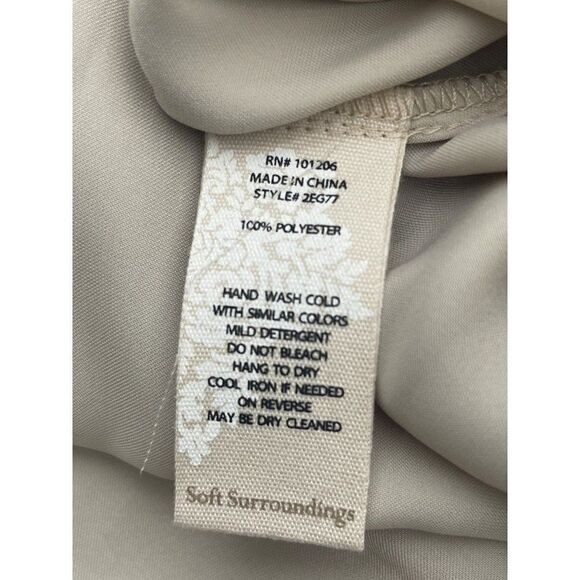 RN# 101206
MADE IN CHINA
STYLE# 2EG77
100% POLYESTER
HAND WASH COLD
WITH SIMILAR COLORS
MILD DETERGENT
DO NOT BLEACH
HANG TO DRY
COOL IRON IF NEEDED
ON REVERSE
MAY BE DRY CLEANED
Soft Surroundings